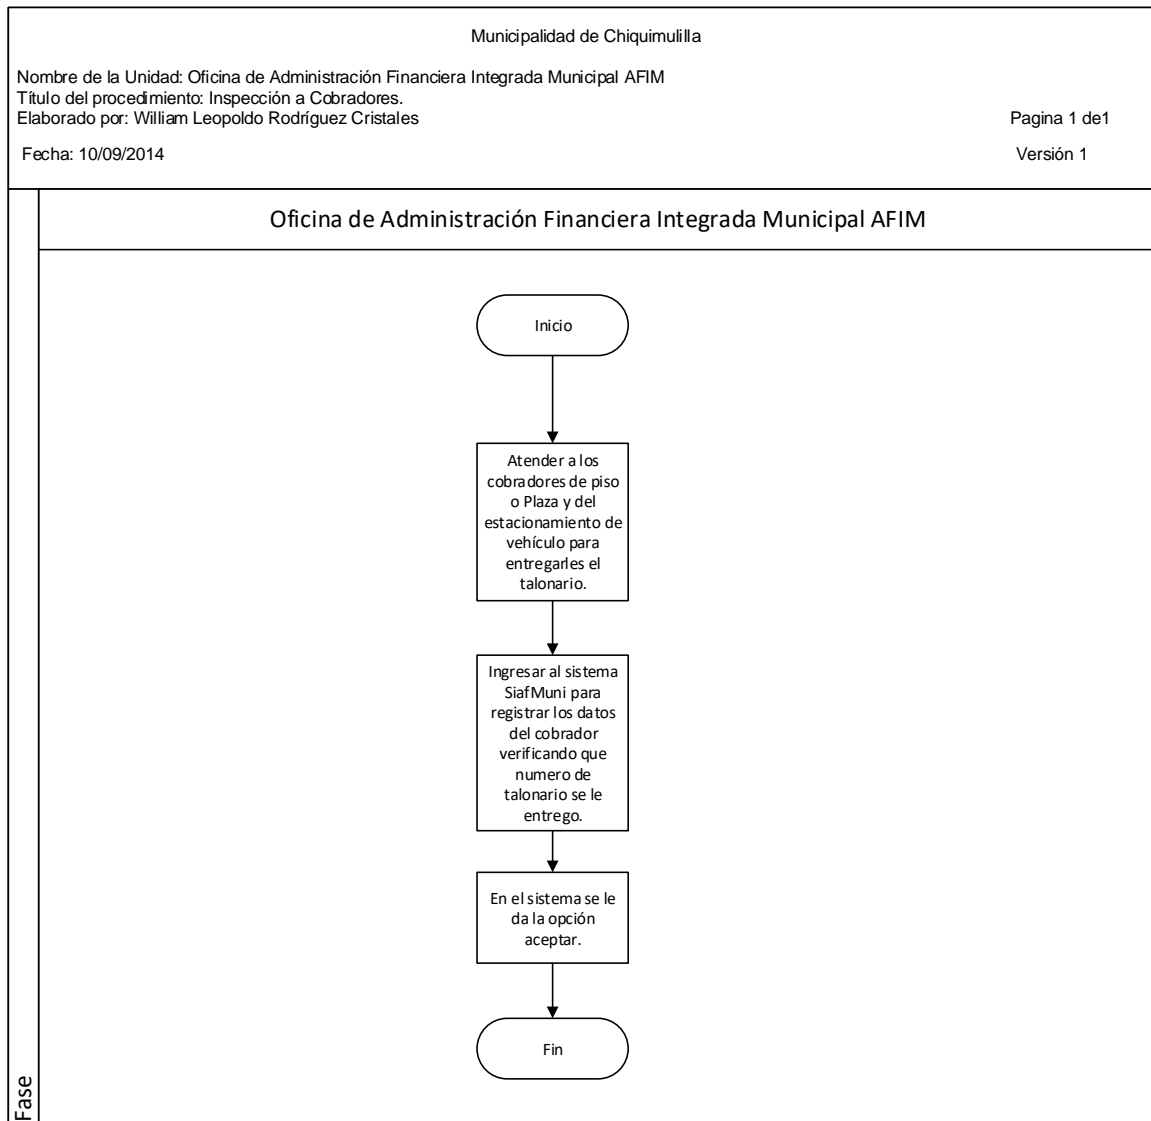 Municipalidad de Chiquimulilla
Nombre de la Unidad: Oficina de Administración Financiera Integrada Municipal AFIM
Título del procedimiento: Inspección a Cobradores.
Elaborado por: William Leopoldo Rodríguez Cristales
Pagina 1 de1
Fecha: 10/09/2014
Versión 1
Oficina de Administración Financiera Integrada Municipal AFIM
Inicio
Atender a los
cobradores de piso
o Plaza y del
estacionamiento de
vehículo para
entregarles el
talonario.
Ingresar al sistema
SiafMuni para
registrar los datos
del cobrador
verificando que
numero de
talonario se le
entrego.
En el sistema se le
da la opción
aceptar.
Fin
Fase